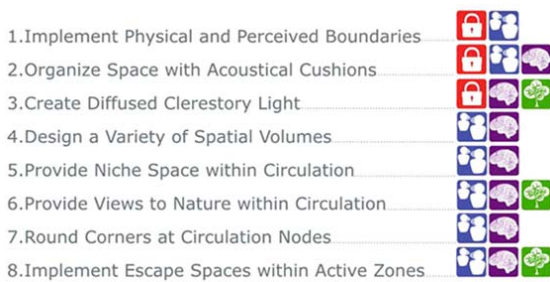 1.Implement Physical and Perceived Boundaries
2.Organize Space with Acoustical Cushions
3.Create Diffused Clerestory Light
4.Design a Variety of Spatial Volumes
5.Provide Niche Space within Circulation
6.Provide Views to Nature within Circulation
7.Round Corners at Circulation Nodes
8.Implement Escape Spaces within Active Zones